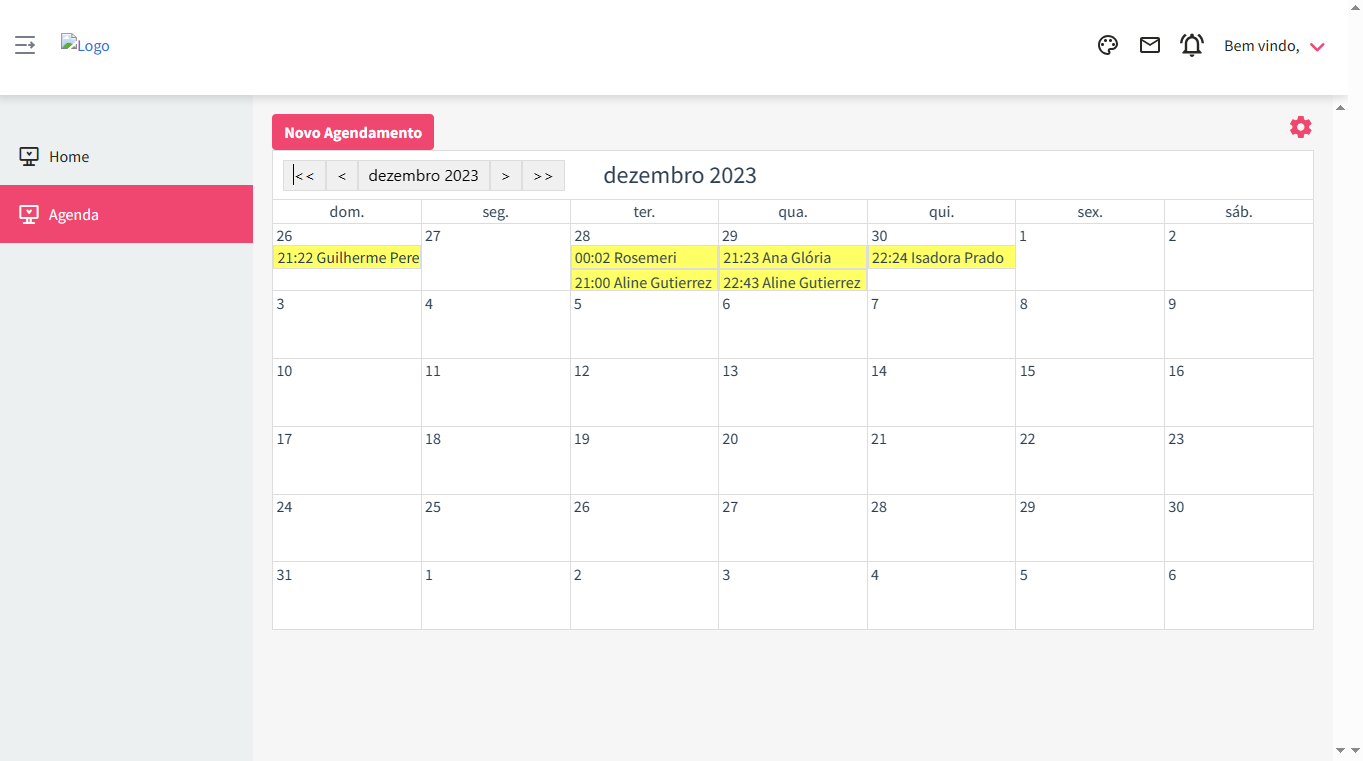 Logo
Bem vindo,
Home
Agenda
Novo Agendamento
<< < dezembro 2023 > >> dezembro 2023
dom. seg. ter. qua. qui. sex. sáb.
26 27 28 29 30 1 2
21:22 Guilherme Pere 00:02 Rosemeri 21:23 Ana Glória 22:24 Isadora Prado
21:00 Aline Gutierrez 22:43 Aline Gutierrez
3 4 5 6 7 8 9
10 11 12 13 14 15 16
17 18 19 20 21 22 23
24 25 26 27 28 29 30
31 1 2 3 4 5 6